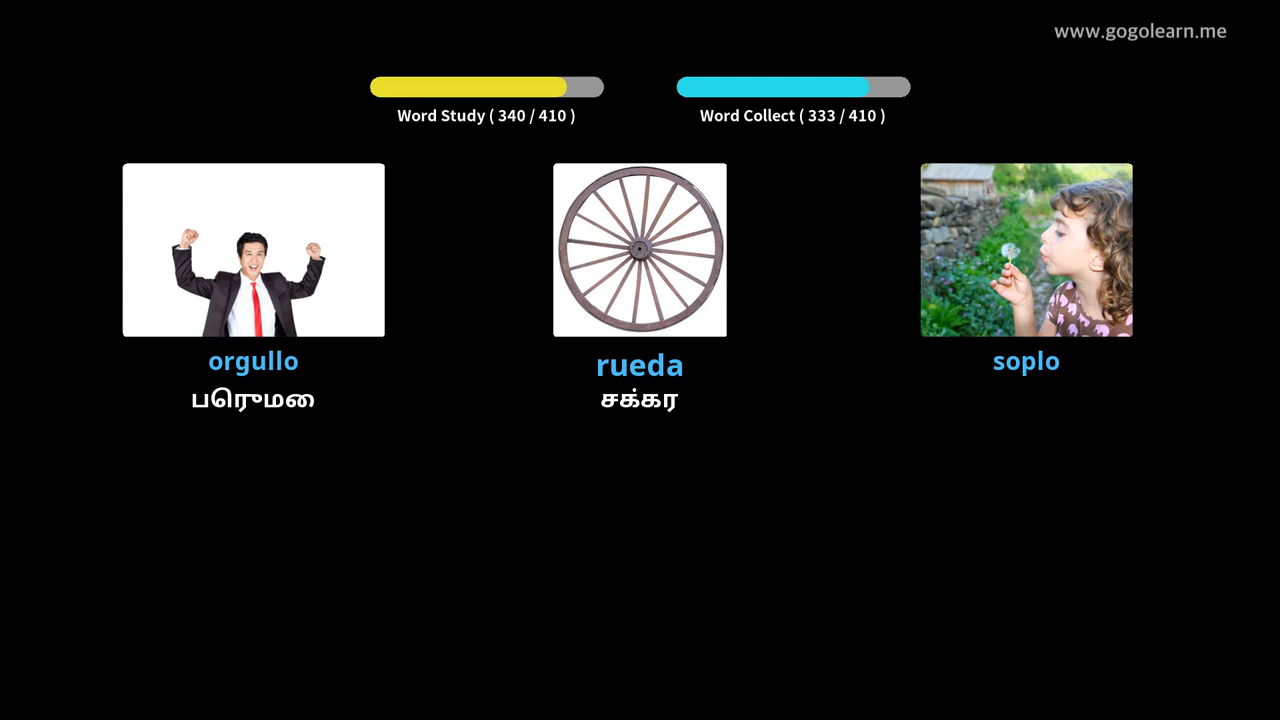 www.gogolearn.me
Word Study ( 340 / 410 )
Word Collect ( 333 / 410 )
orgullo
rueda
soplo
பெருமை
சக்கர